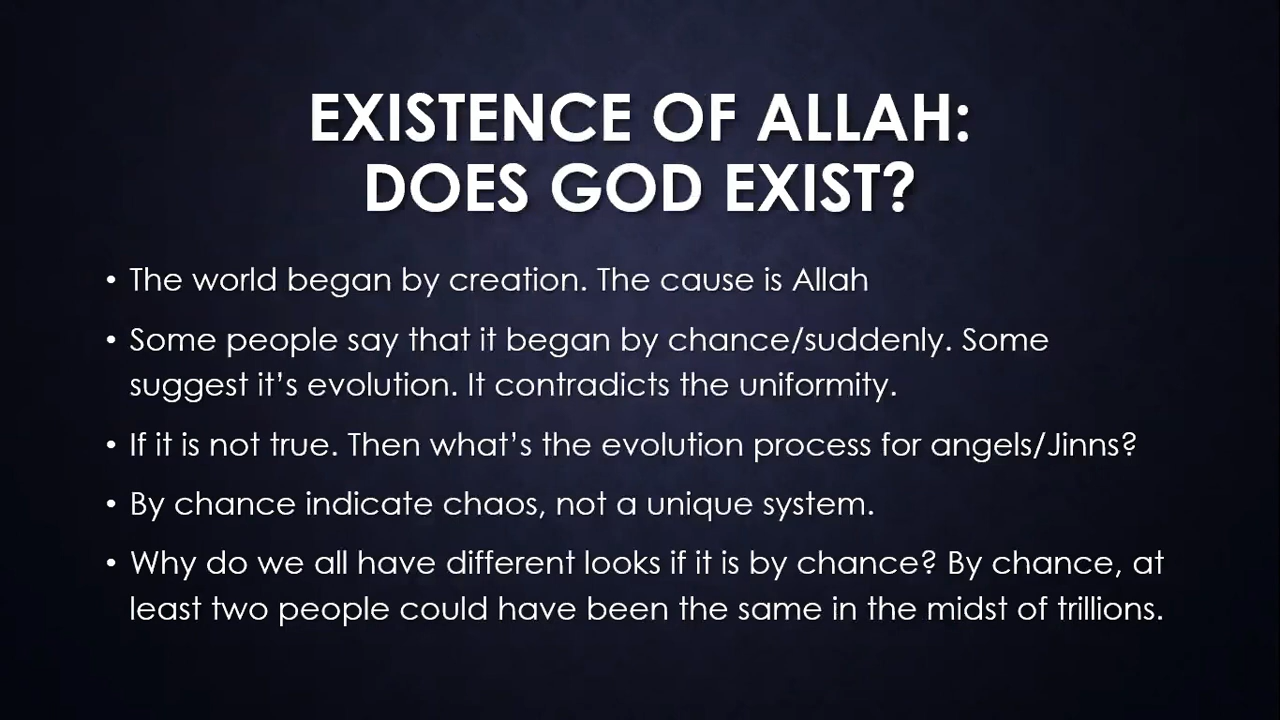 EXISTENCE OF ALLAH:
DOES GOD EXIST?
• The world began by creation. The cause is Allah
• Some people say that it began by chance/suddenly. Some
suggest it’s evolution. It contradicts the uniformity.
• If it is not true. Then what’s the evolution process for angels/Jinns?
• By chance indicate chaos, not a unique system.
• Why do we all have different looks if it is by chance? By chance, at
least two people could have been the same in the midst of trillions.